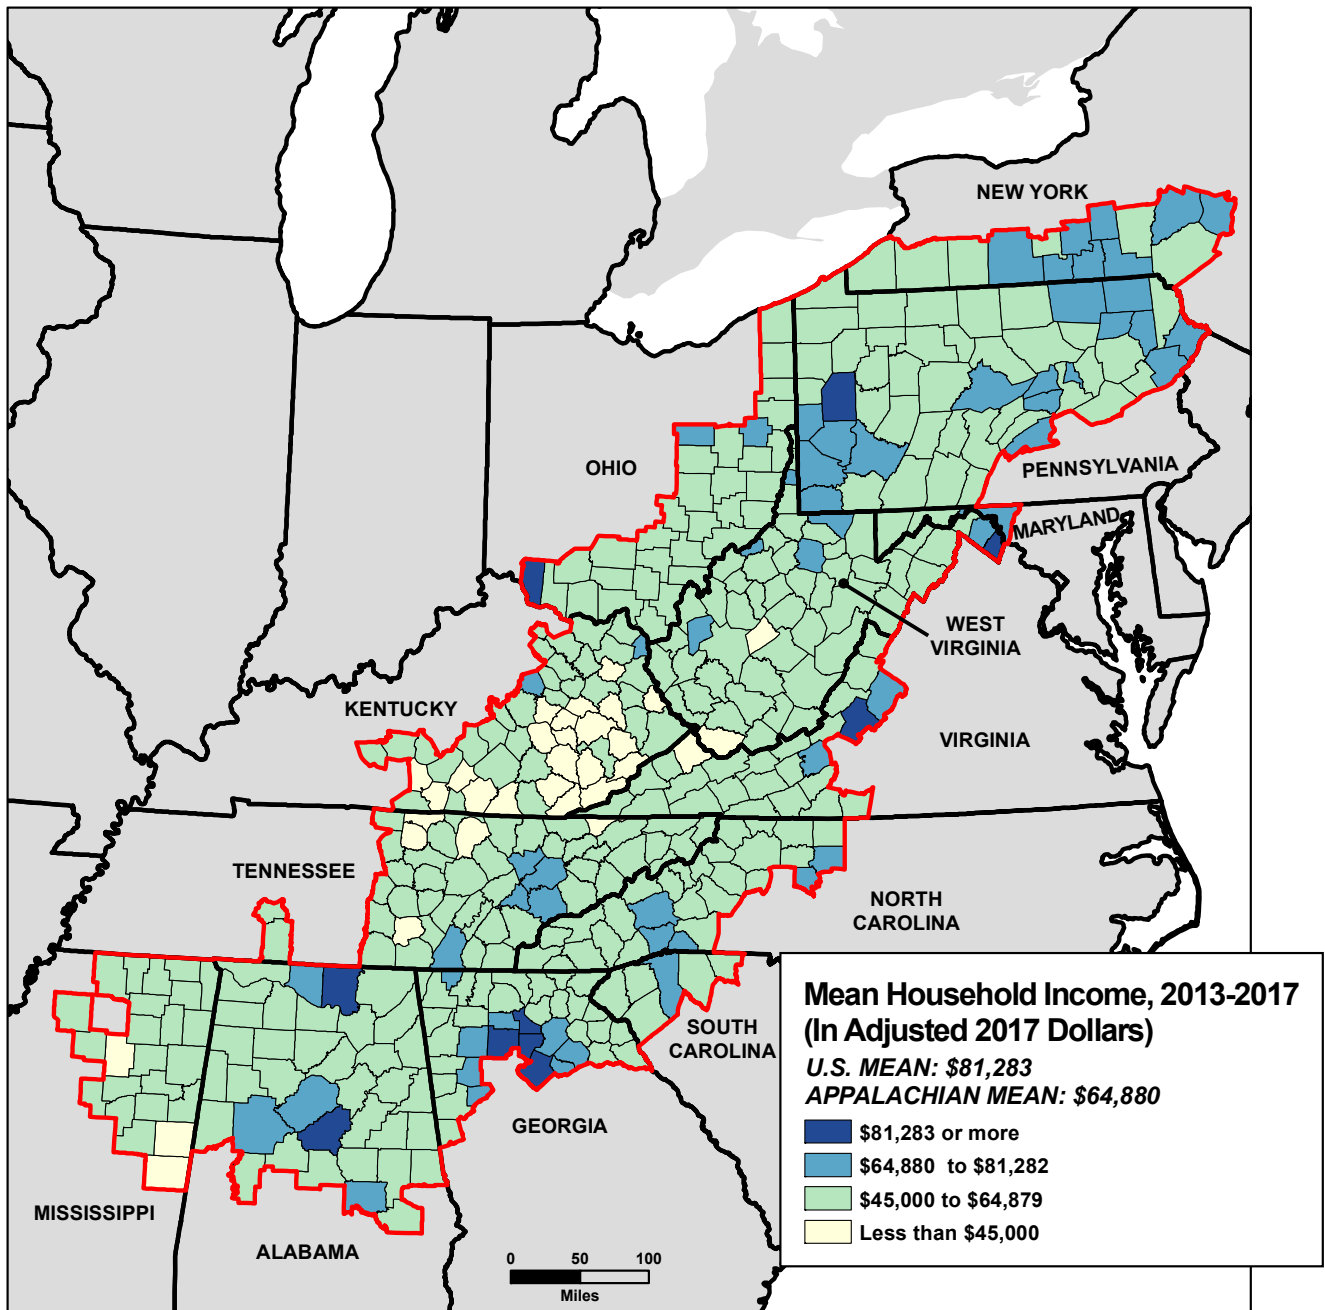 NEW YORK
OHIO
PENNSYLVANIA
MARYLAND
WEST
VIRGINIA
KENTUCKY
VIRGINIA
TENNESSEE
NORTH
CAROLINA
SOUTH
CAROLINA
GEORGIA
MISSISSIPPI
ALABAMA
Mean Household Income, 2013-2017
(In Adjusted 2017 Dollars)
U.S. MEAN: $81,283
APPALACHIAN MEAN: $64,880
$81,283 or more
$64,880 to $81,282
$45,000 to $64,879
Less than $45,000
0 50 100
Miles